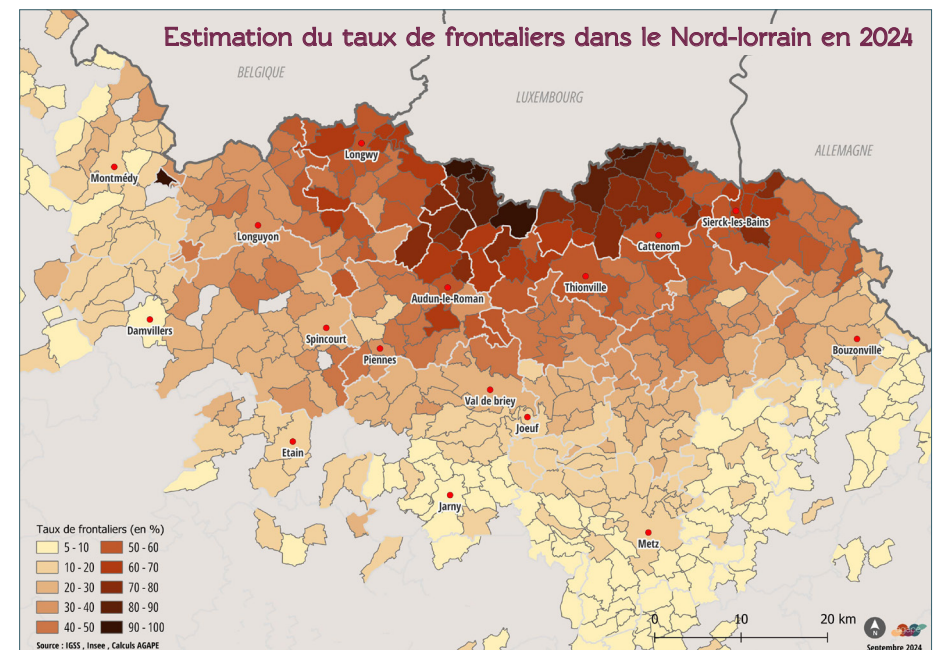 Estimation du taux de frontaliers dans le Nord-lorrain en 2024
BELGIQUE
LUXEMBOURG
ALLEMAGNE
Longwy
Montmédy
Sierck-les-Bains
Longuyon
Cattenom
Thionville
Audun-le-Roman
Damvillers
Spincourt
Bouzonville
Piennes
Val de briey
Joeuf
Etain
Jarny
Metz
Taux de frontaliers (en %)
5 - 10 50 - 60
10 - 20 60 - 70
20 - 30 70 - 80
30 - 40 80 - 90
40 - 50 90 - 100
Source : IGSS , Insee , Calculs AGAPE
0 10 20 km
N
Septembre 2024